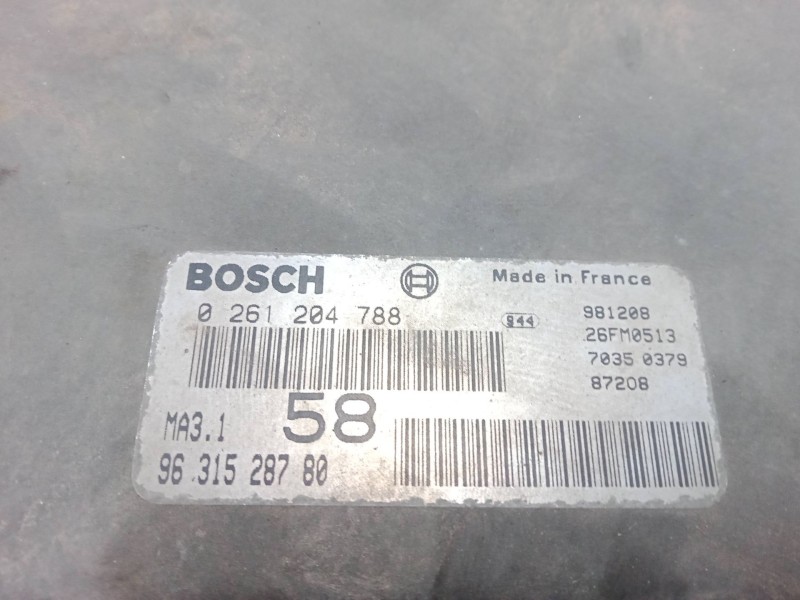 BOSCH Made in France
0 261 204 788 944 981208
26FM0513
7035 0379
87208
MA3.1 58
96 315 287 80